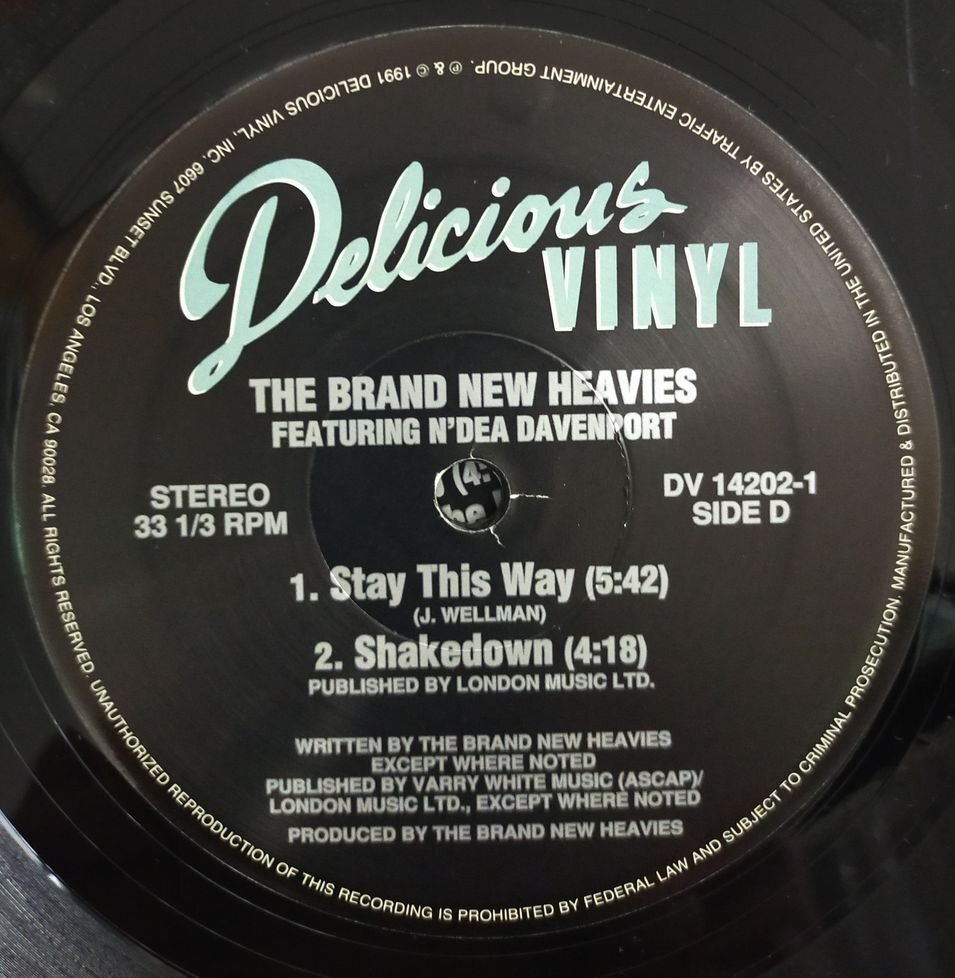 Delicious
VINYL
THE BRAND NEW HEAVIES
FEATURING N'DEA DAVENPORT
STEREO
33 1/3 RPM
DV 14202-1
SIDE D
1. Stay This Way (5:42)
(J. WELLMAN)
2. Shakedown (4:18)
PUBLISHED BY LONDON MUSIC LTD.
WRITTEN BY THE BRAND NEW HEAVIES
EXCEPT WHERE NOTED
PUBLISHED BY VARRY WHITE MUSIC (ASCAP)/
LONDON MUSIC LTD., EXCEPT WHERE NOTED
PRODUCED BY THE BRAND NEW HEAVIES
℗ & © 1991 DELICIOUS VINYL, INC. 6607 SUNSET BLVD., LOS ANGELES, CA 90028. ALL RIGHTS RESERVED. UNAUTHORIZED REPRODUCTION OF THIS RECORDING IS PROHIBITED BY FEDERAL LAW AND SUBJECT TO CRIMINAL PROSECUTION. MANUFACTURED & DISTRIBUTED IN THE UNITED STATES BY TRAFFIC ENTERTAINMENT GROUP.